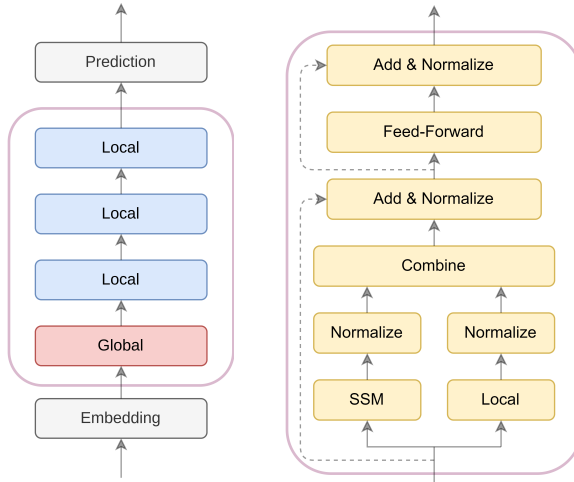 Prediction
Local
Local
Local
Global
Embedding
Add & Normalize
Feed-Forward
Add & Normalize
Combine
Normalize
Normalize
SSM
Local